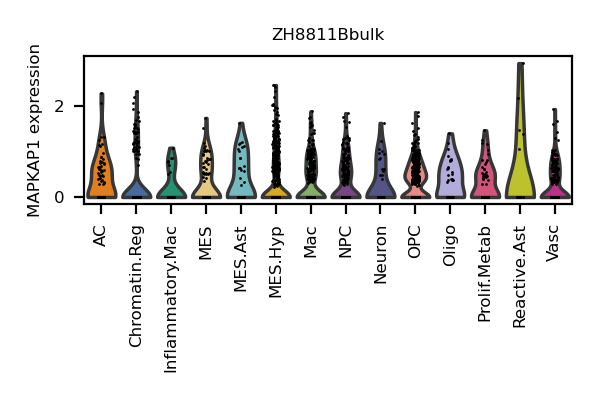 ZH8811Bbulk
MAPKAP1 expression
2
0
AC
Chromatin.Reg
Inflammatory.Mac
MES
MES.Ast
MES.Hyp
Mac
NPC
Neuron
OPC
Oligo
Prolif.Metab
Reactive.Ast
Vasc